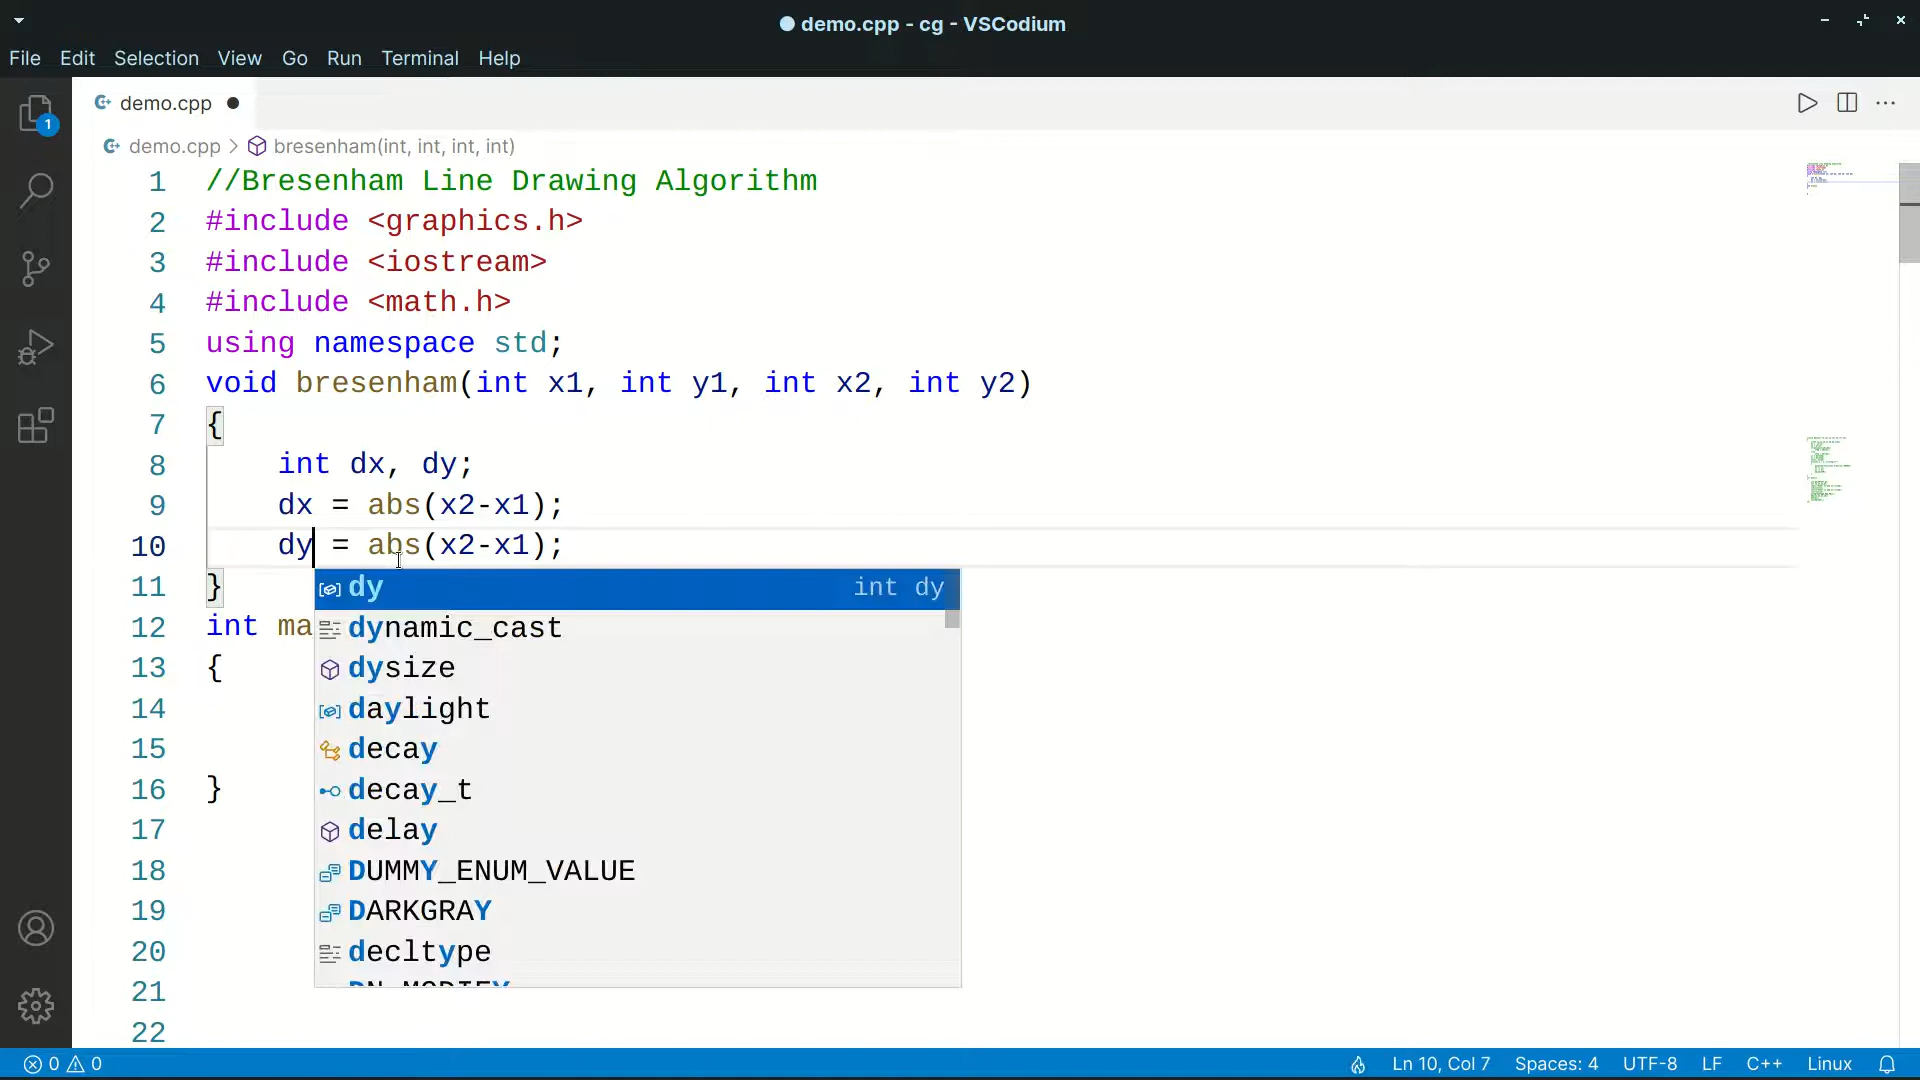 demo.cpp - cg - VSCodium
File Edit Selection View Go Run Terminal Help
demo.cpp
demo.cpp > bresenham(int, int, int, int)
1 //Bresenham Line Drawing Algorithm
2 #include <graphics.h>
3 #include <iostream>
4 #include <math.h>
5 using namespace std;
6 void bresenham(int x1, int y1, int x2, int y2)
7 {
8 int dx, dy;
9 dx = abs(x2-x1);
10 dy = abs(x2-x1);
11 }
dy int dy
12 int ma
dynamic_cast
13 {
dysize
14
daylight
15
decay
16 }
decay_t
17
delay
18
DUMMY_ENUM_VALUE
19
DARKGRAY
20
decltype
21
22
1
0 0 Ln 10, Col 7 Spaces: 4 UTF-8 LF C++ Linux